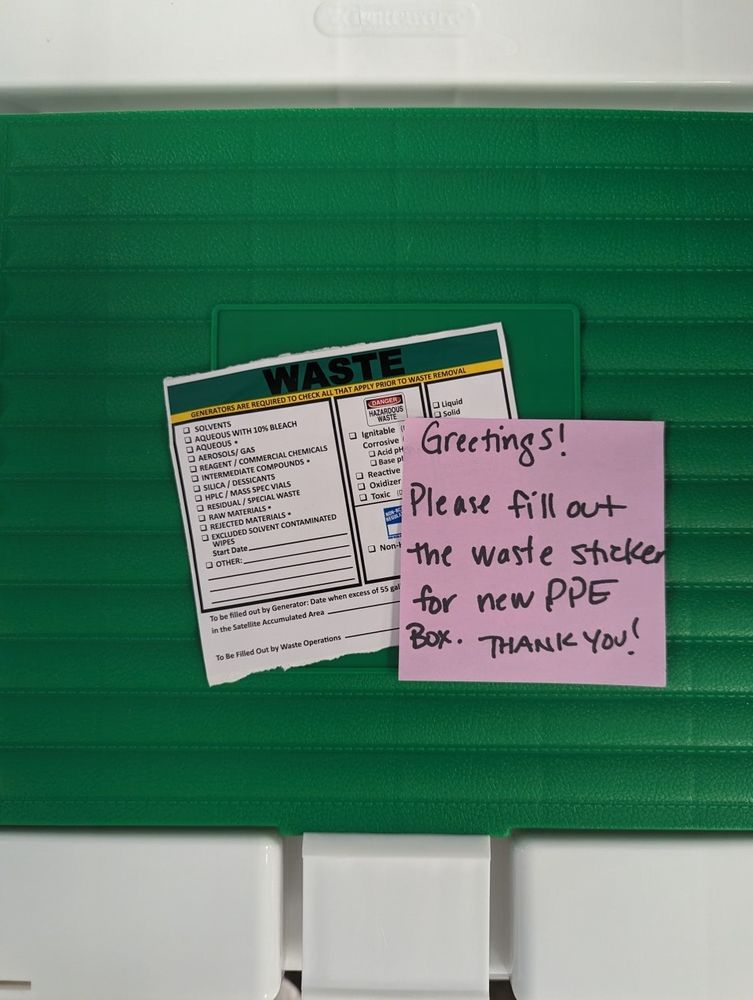 Scienceware
WASTE
GENERATORS ARE REQUIRED TO CHECK ALL THAT APPLY PRIOR TO WASTE REMOVAL
☐ SOLVENTS
☐ AQUEOUS WITH 10% BLEACH
☐ AQUEOUS *
☐ AEROSOLS/ GAS
☐ REAGENT / COMMERCIAL CHEMICALS
☐ INTERMEDIATE COMPOUNDS *
☐ SILICA / DESSICANTS
☐ HPLC / MASS SPEC VIALS
☐ RESIDUAL / SPECIAL WASTE
☐ RAW MATERIALS *
☐ REJECTED MATERIALS *
☐ EXCLUDED SOLVENT CONTAMINATED
WIPES
Start Date
☐ OTHER:
DANGER
HAZARDOUS
WASTE
☐ Ignitable
Corrosive
☐ Acid pH
☐ Base p
☐ Reactive
☐ Oxidizer
☐ Toxic
☐ Non-
☐ Liquid
☐ Solid
To be filled out by Generator: Date when excess of 55 gal
in the Satellite Accumulated Area
To Be Filled Out by Waste Operations
Greetings!
Please fill out
the waste sticker
for new PPE
BOX. THANK YOU!